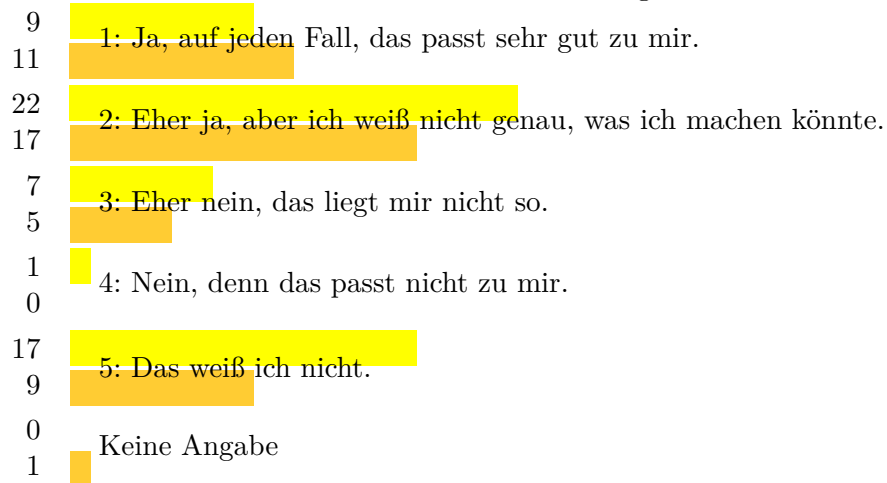 9
1: Ja, auf jeden Fall, das passt sehr gut zu mir.
11
22
2: Eher ja, aber ich weiß nicht genau, was ich machen könnte.
17
7
3: Eher nein, das liegt mir nicht so.
5
1
4: Nein, denn das passt nicht zu mir.
0
17
5: Das weiß ich nicht.
9
0
Keine Angabe
1